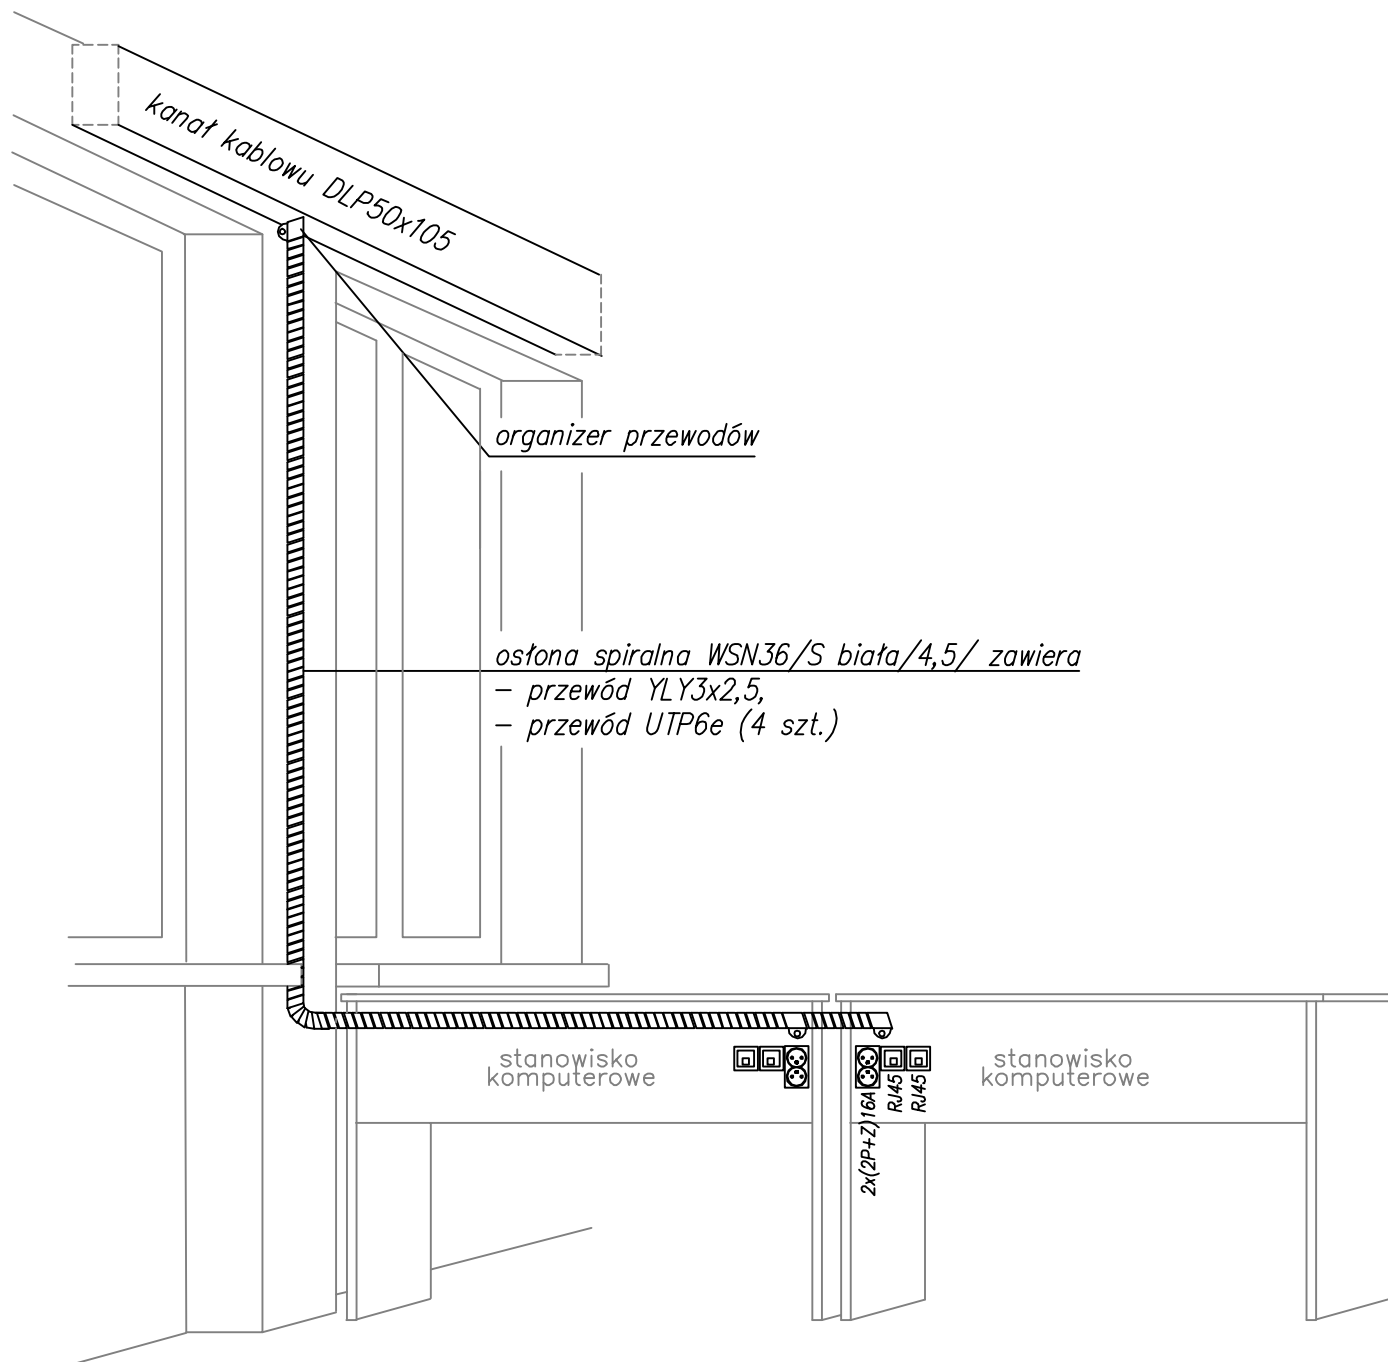 kanał kablowu DLP50x105
organizer przewodów
osłona spiralna WSN36/S biała/4,5/ zawiera
– przewód YLY3x2,5,
– przewód UTP6e (4 szt.)
stanowisko
komputerowe
2x(2P+Z)16A
RJ45
RJ45
stanowisko
komputerowe